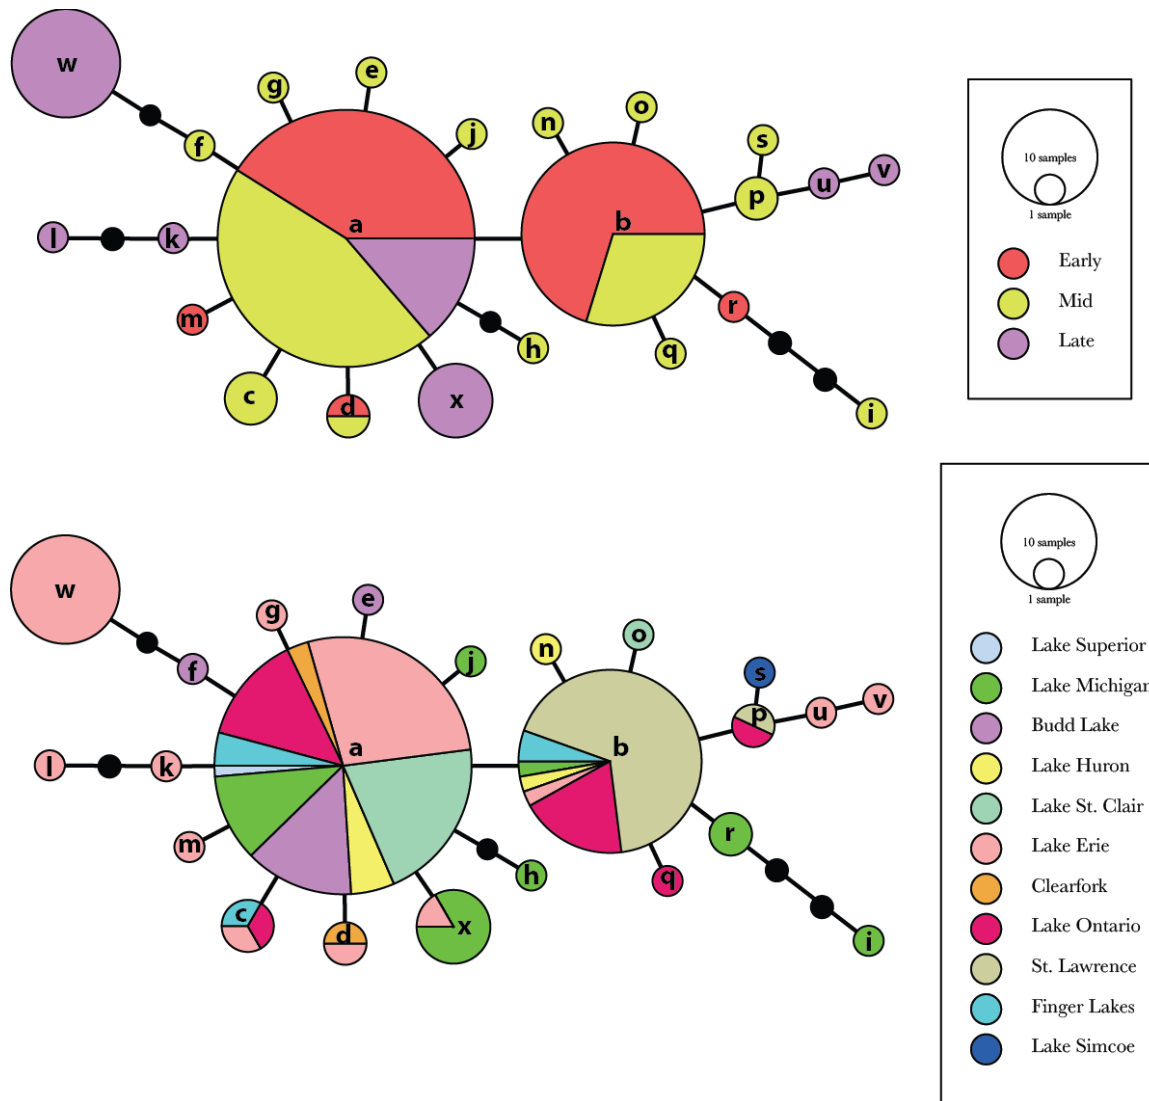 w
g
e
j
f
a
l
k
m
c
d
x
h
n
o
b
s
p
u
v
r
q
i
10 samples
1 sample
Early
Mid
Late
w
g
e
j
f
a
l
k
m
c
d
x
h
n
o
b
s
p
u
v
r
q
i
10 samples
1 sample
Lake Superior
Lake Michigan
Budd Lake
Lake Huron
Lake St. Clair
Lake Erie
Clearfork
Lake Ontario
St. Lawrence
Finger Lakes
Lake Simcoe